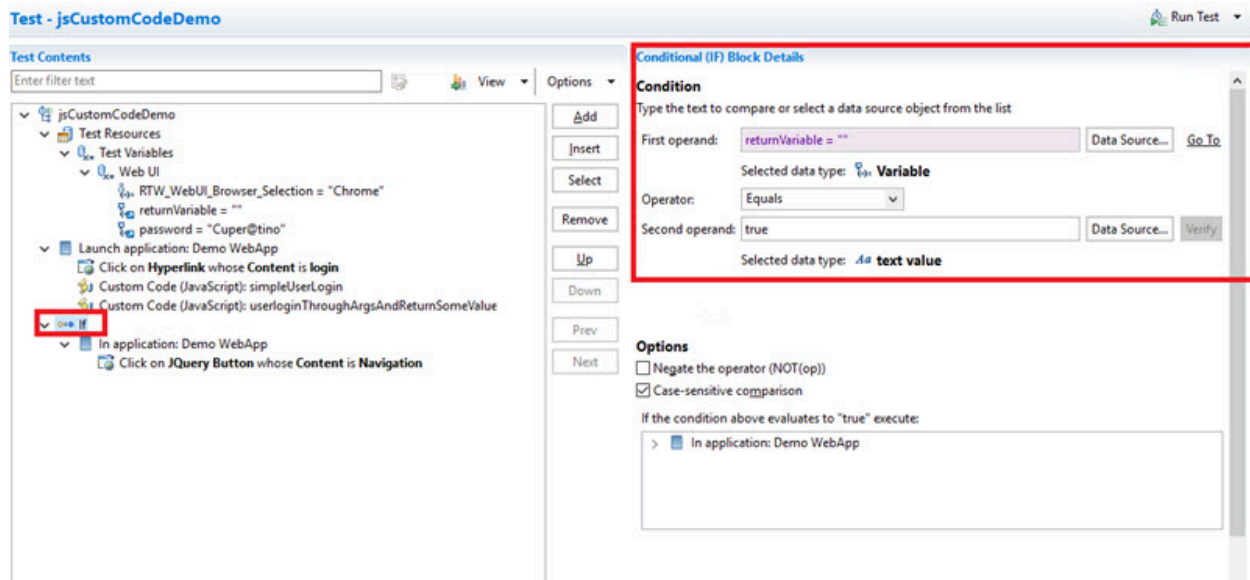 Test - jsCustomCodeDemo
Run Test
Test Contents
Enter filter text
View
Options
jsCustomCodeDemo
Test Resources
Test Variables
Web UI
RTW_WebUI_Browser_Selection = "Chrome"
returnVariable = ""
password = "Cuper@tino"
Launch application: Demo WebApp
Click on Hyperlink whose Content is login
Custom Code (JavaScript): simpleUserLogin
Custom Code (JavaScript): userloginThroughArgsAndReturnSomeValue
If
In application: Demo WebApp
Click on JQuery Button whose Content is Navigation
Add
Insert
Select
Remove
Up
Down
Prev
Next
Conditional (IF) Block Details
Condition
Type the text to compare or select a data source object from the list
First operand: returnVariable = "" Data Source... Go To
Selected data type: Variable
Operator: Equals
Second operand: true Data Source... Verify
Selected data type: Aa text value
Options
Negate the operator (NOT(op))
Case-sensitive comparison
If the condition above evaluates to "true" execute:
In application: Demo WebApp